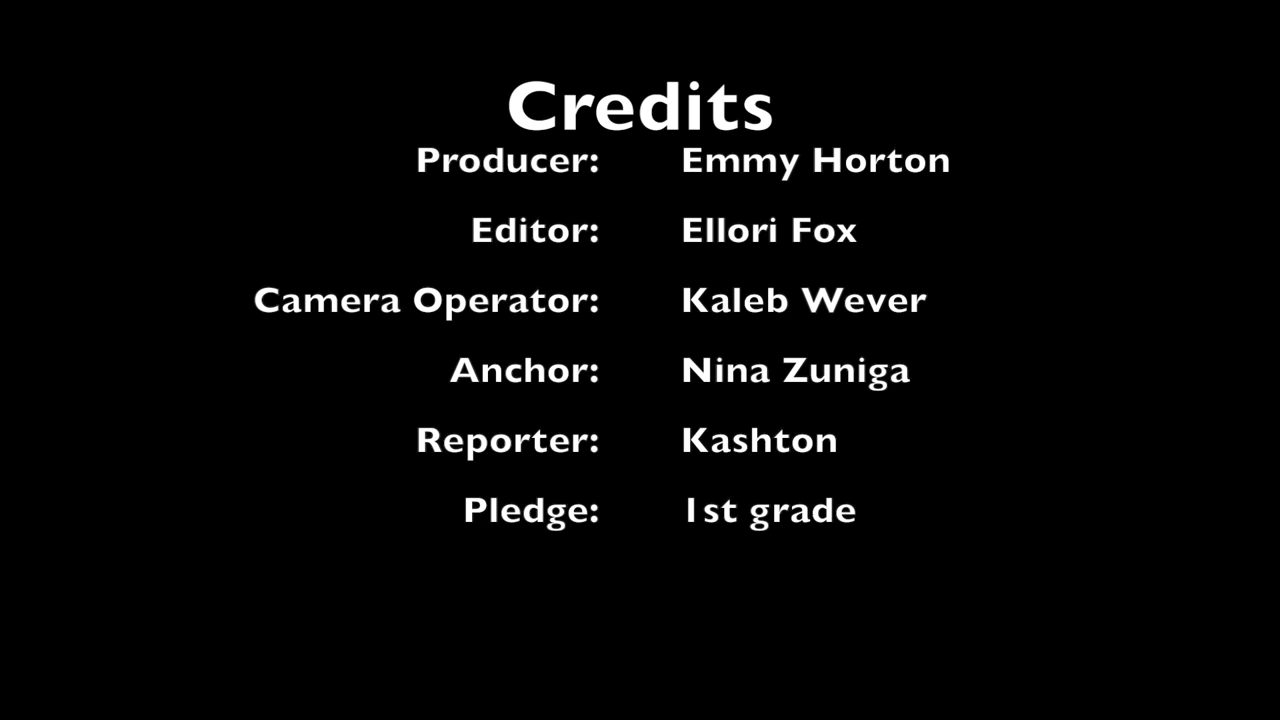 Credits
Producer: Emmy Horton
Editor: Ellori Fox
Camera Operator: Kaleb Wever
Anchor: Nina Zuniga
Reporter: Kashton
Pledge: 1st grade